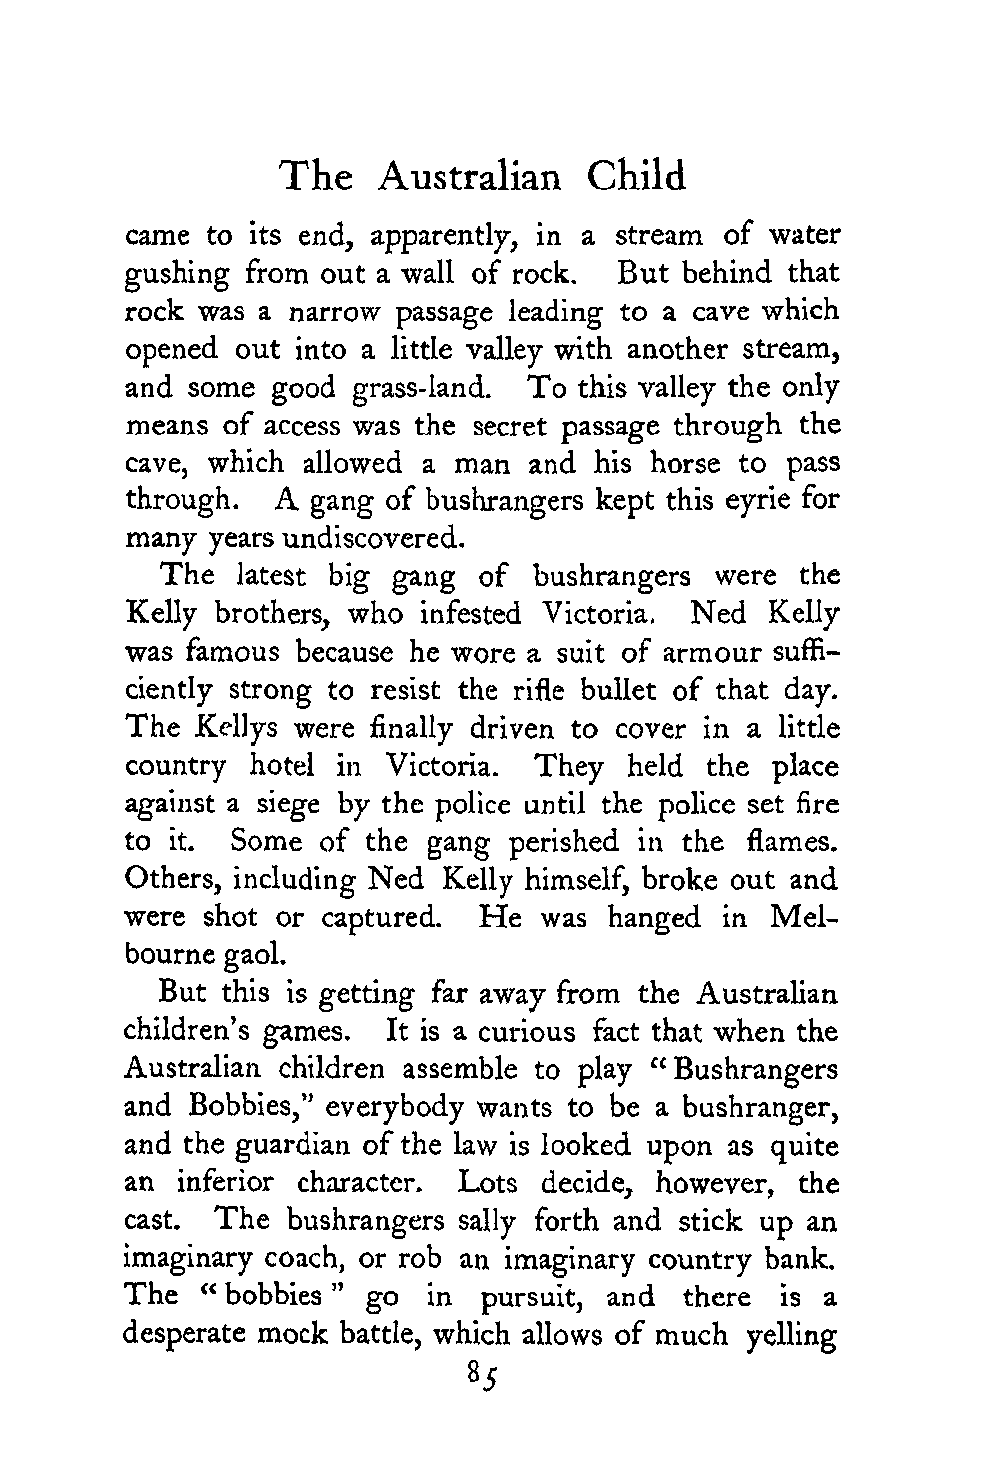 The Australian Child
came to its end, apparently, in a stream of water
gushing from out a wall of rock. But behind that
rock was a narrow passage leading to a cave which
opened out into a little valley with another stream,
and some good grass-land. To this valley the only
means of access was the secret passage through the
cave, which allowed a man and his horse to pass
through. A gang of bushrangers kept this eyrie for
many years undiscovered.
The latest big gang of bushrangers were the
Kelly brothers, who infested Victoria. Ned Kelly
was famous because he wore a suit of armour suffi-
ciently strong to resist the rifle bullet of that day.
The Kellys were finally driven to cover in a little
country hotel in Victoria. They held the place
against a siege by the police until the police set fire
to it. Some of the gang perished in the flames.
Others, including Ned Kelly himself, broke out and
were shot or captured. He was hanged in Mel-
bourne gaol.
But this is getting far away from the Australian
children's games. It is a curious fact that when the
Australian children assemble to play “Bushrangers
and Bobbies,” everybody wants to be a bushranger,
and the guardian of the law is looked upon as quite
an inferior character. Lots decide, however, the
cast. The bushrangers sally forth and stick up an
imaginary coach, or rob an imaginary country bank.
The “bobbies” go in pursuit, and there is a
desperate mock battle, which allows of much yelling
85